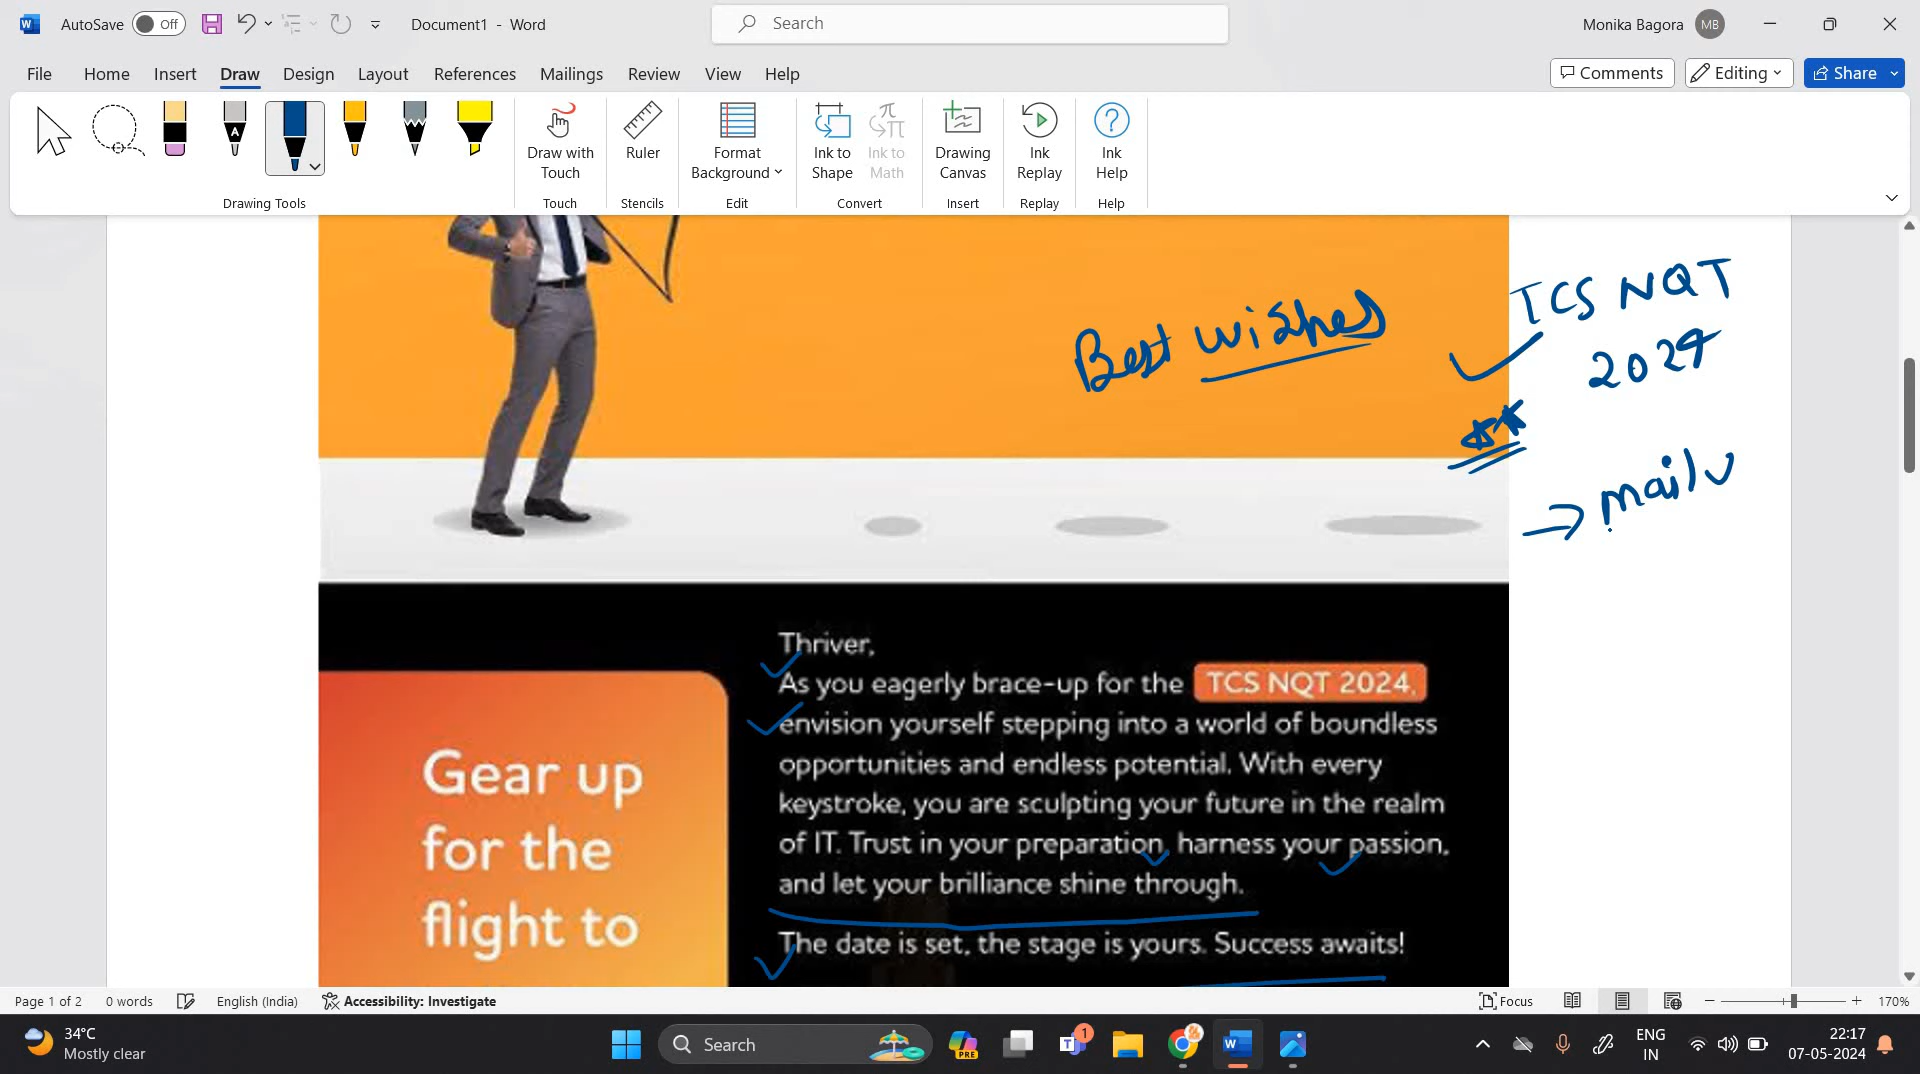 AutoSave Off Document1 - Word Search Monika Bagora MB
File Home Insert Draw Design Layout References Mailings Review View Help Comments Editing Share
A
Draw with Touch Ruler Format Background Ink to Shape Ink to Math Drawing Canvas Ink Replay Ink Help
Drawing Tools Touch Stencils Edit Convert Insert Replay Help
Best wishes
TCS NQT
2024
→ mail
Thriver,
As you eagerly brace-up for the TCS NQT 2024,
envision yourself stepping into a world of boundless
opportunities and endless potential. With every
keystroke, you are sculpting your future in the realm
of IT. Trust in your preparation, harness your passion,
and let your brilliance shine through.
The date is set, the stage is yours. Success awaits!
Gear up
for the
flight to
Page 1 of 2 0 words English (India) Accessibility: Investigate Focus 170%
34°C
Mostly clear
Search
PRE
1
ENG
IN
22:17
07-05-2024